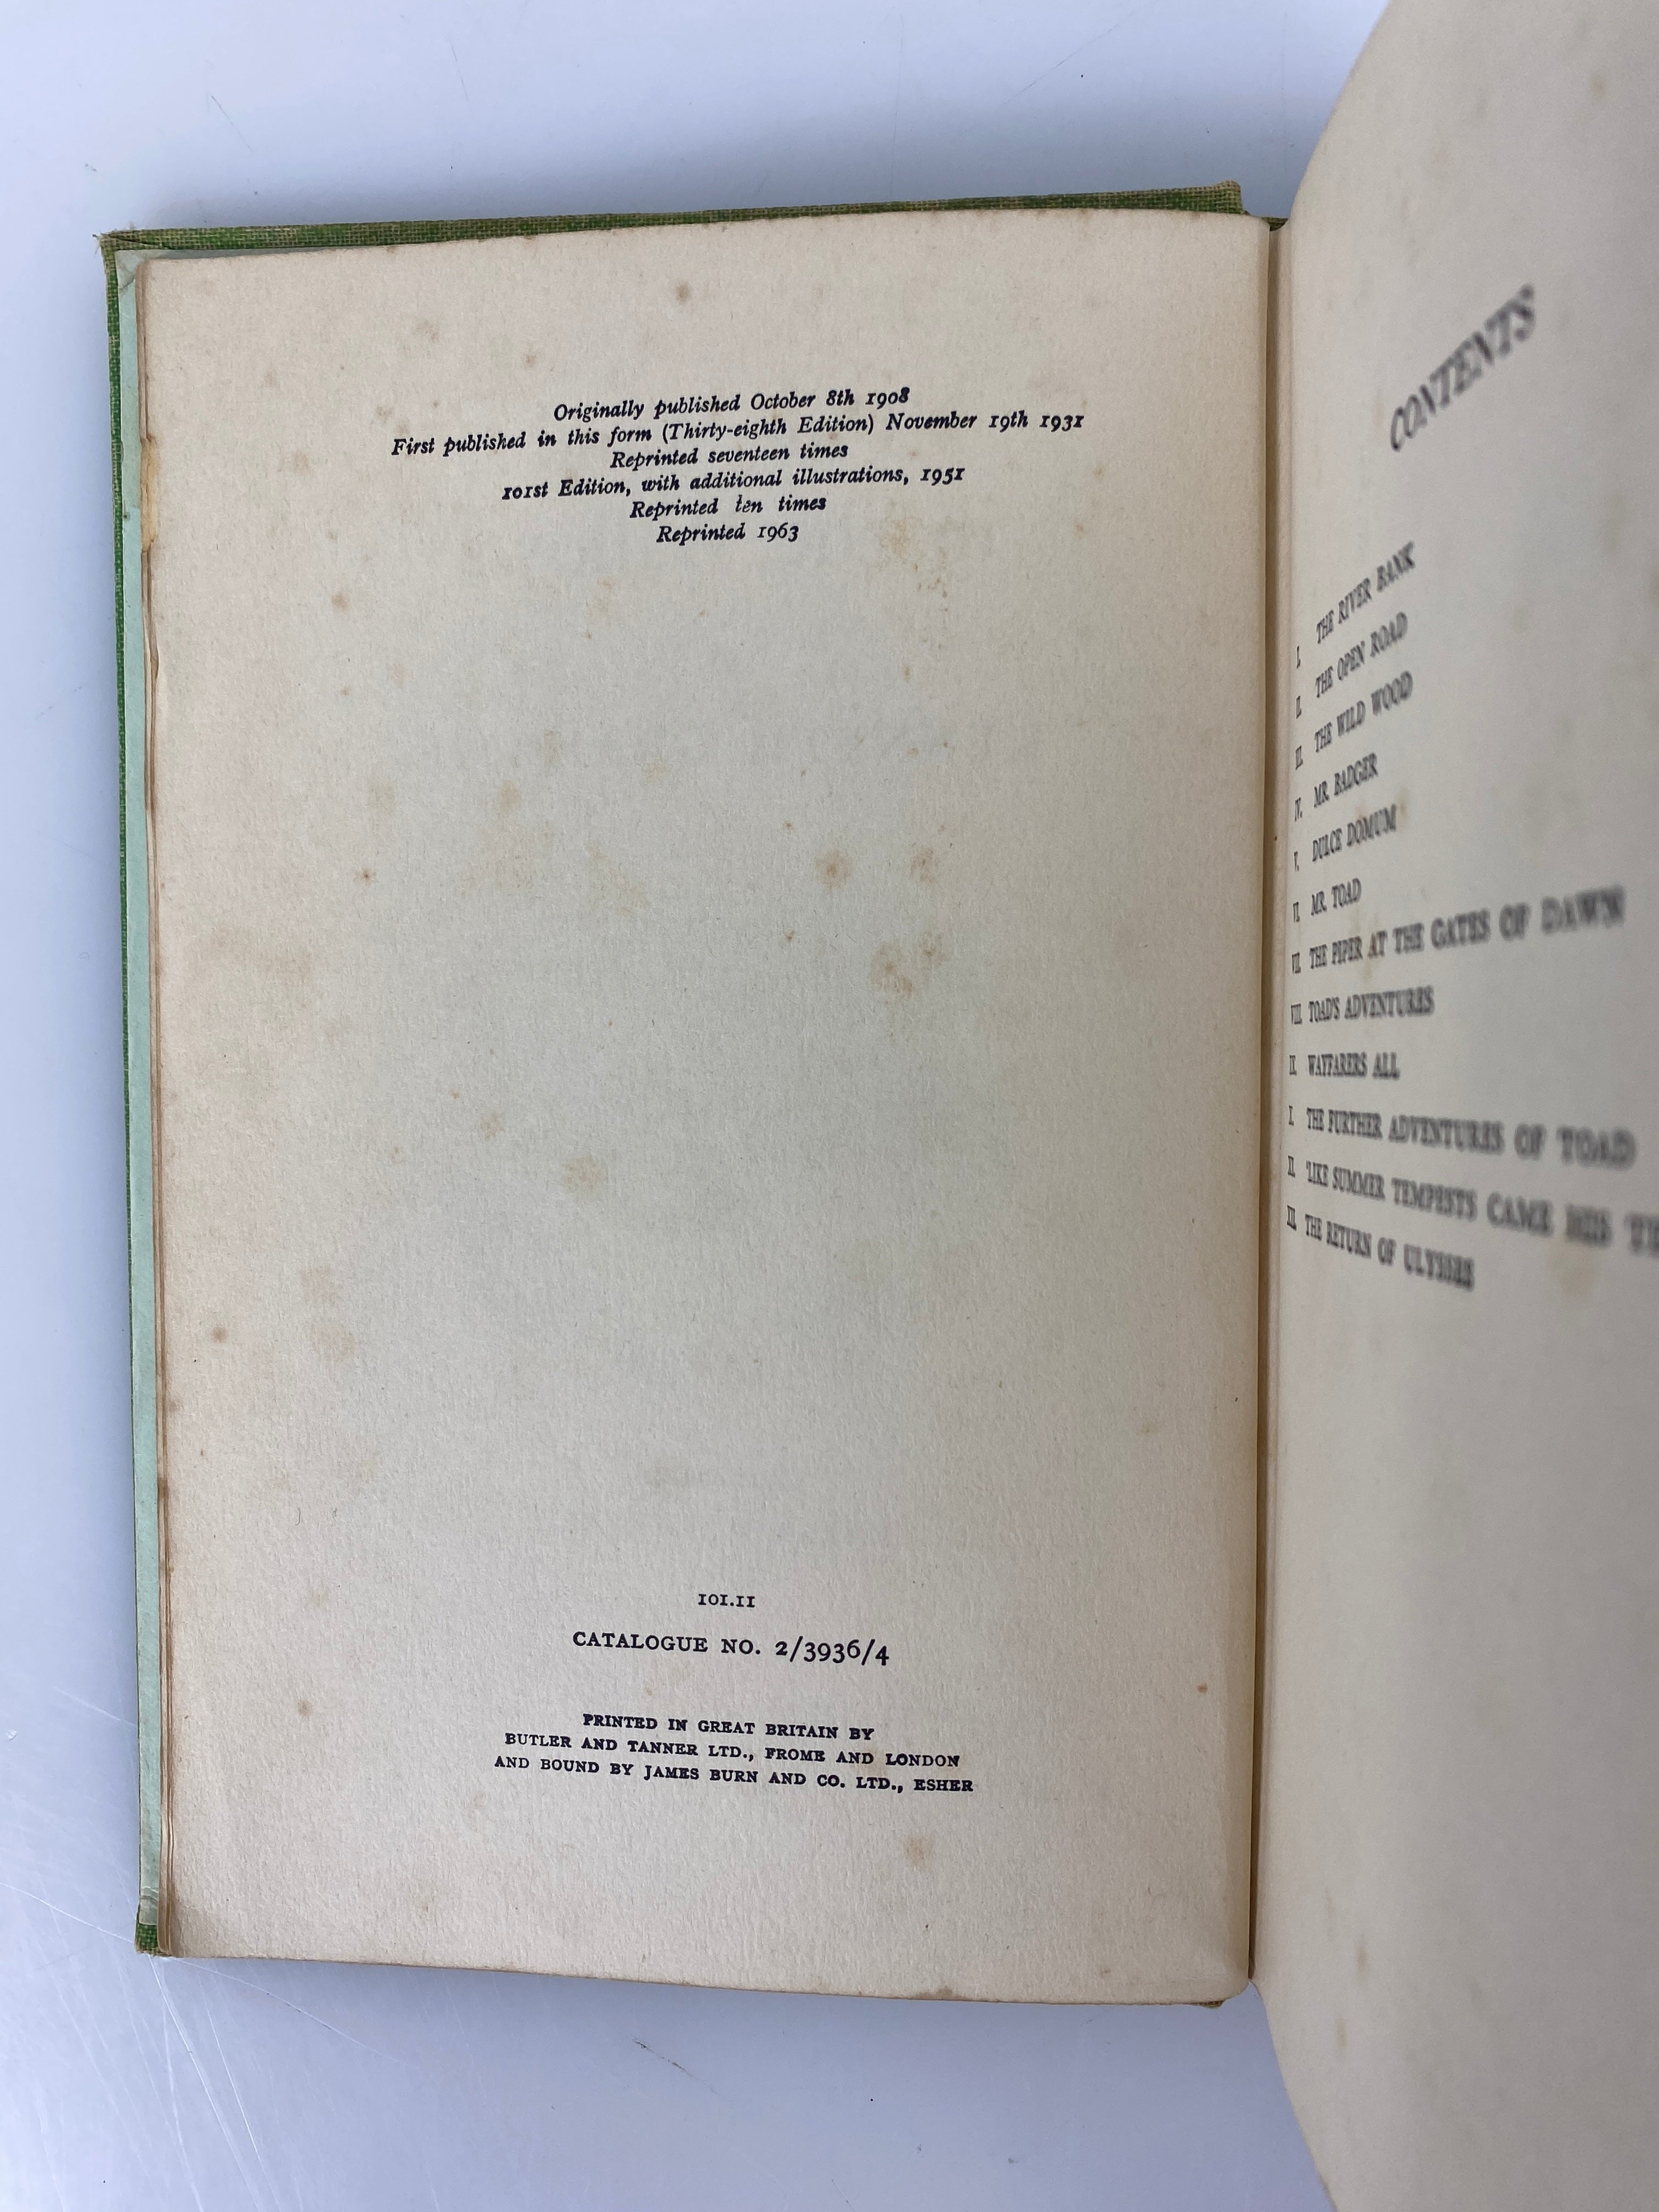 Originally published October 8th 1908
First published in this form (Thirty-eighth Edition) November 19th 1931
Reprinted seventeen times
101st Edition, with additional illustrations, 1951
Reprinted ten times
Reprinted 1963
101.11
CATALOGUE NO. 2/3936/4
PRINTED IN GREAT BRITAIN BY
BUTLER AND TANNER LTD., FROME AND LONDON
AND BOUND BY JAMES BURN AND CO. LTD., ESHER
CONTENTS
I. THE RIVER BANK
II. THE OPEN ROAD
III. THE WILD WOOD
IV. MR. BADGER
V. DULCE DOMUM
VI. MR. TOAD
VII. THE PIPER AT THE GATES OF DAWN
VIII. TOAD'S ADVENTURES
IX. WAYFARERS ALL
X. THE FURTHER ADVENTURES OF TOAD
'LIKE SUMMER TEMPESTS CAME HIS
THE RETURN OF ULYSSES